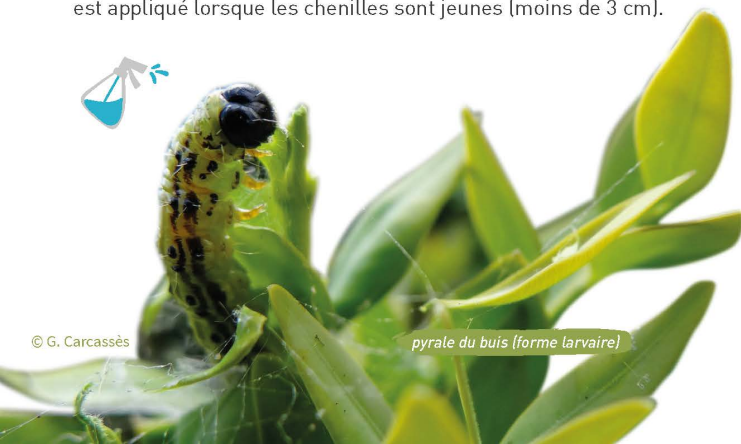 est appliqué lorsque les chenilles sont jeunes (moins de 3 cm).
© G. Carcassès
pyrale du buis (forme larvaire)